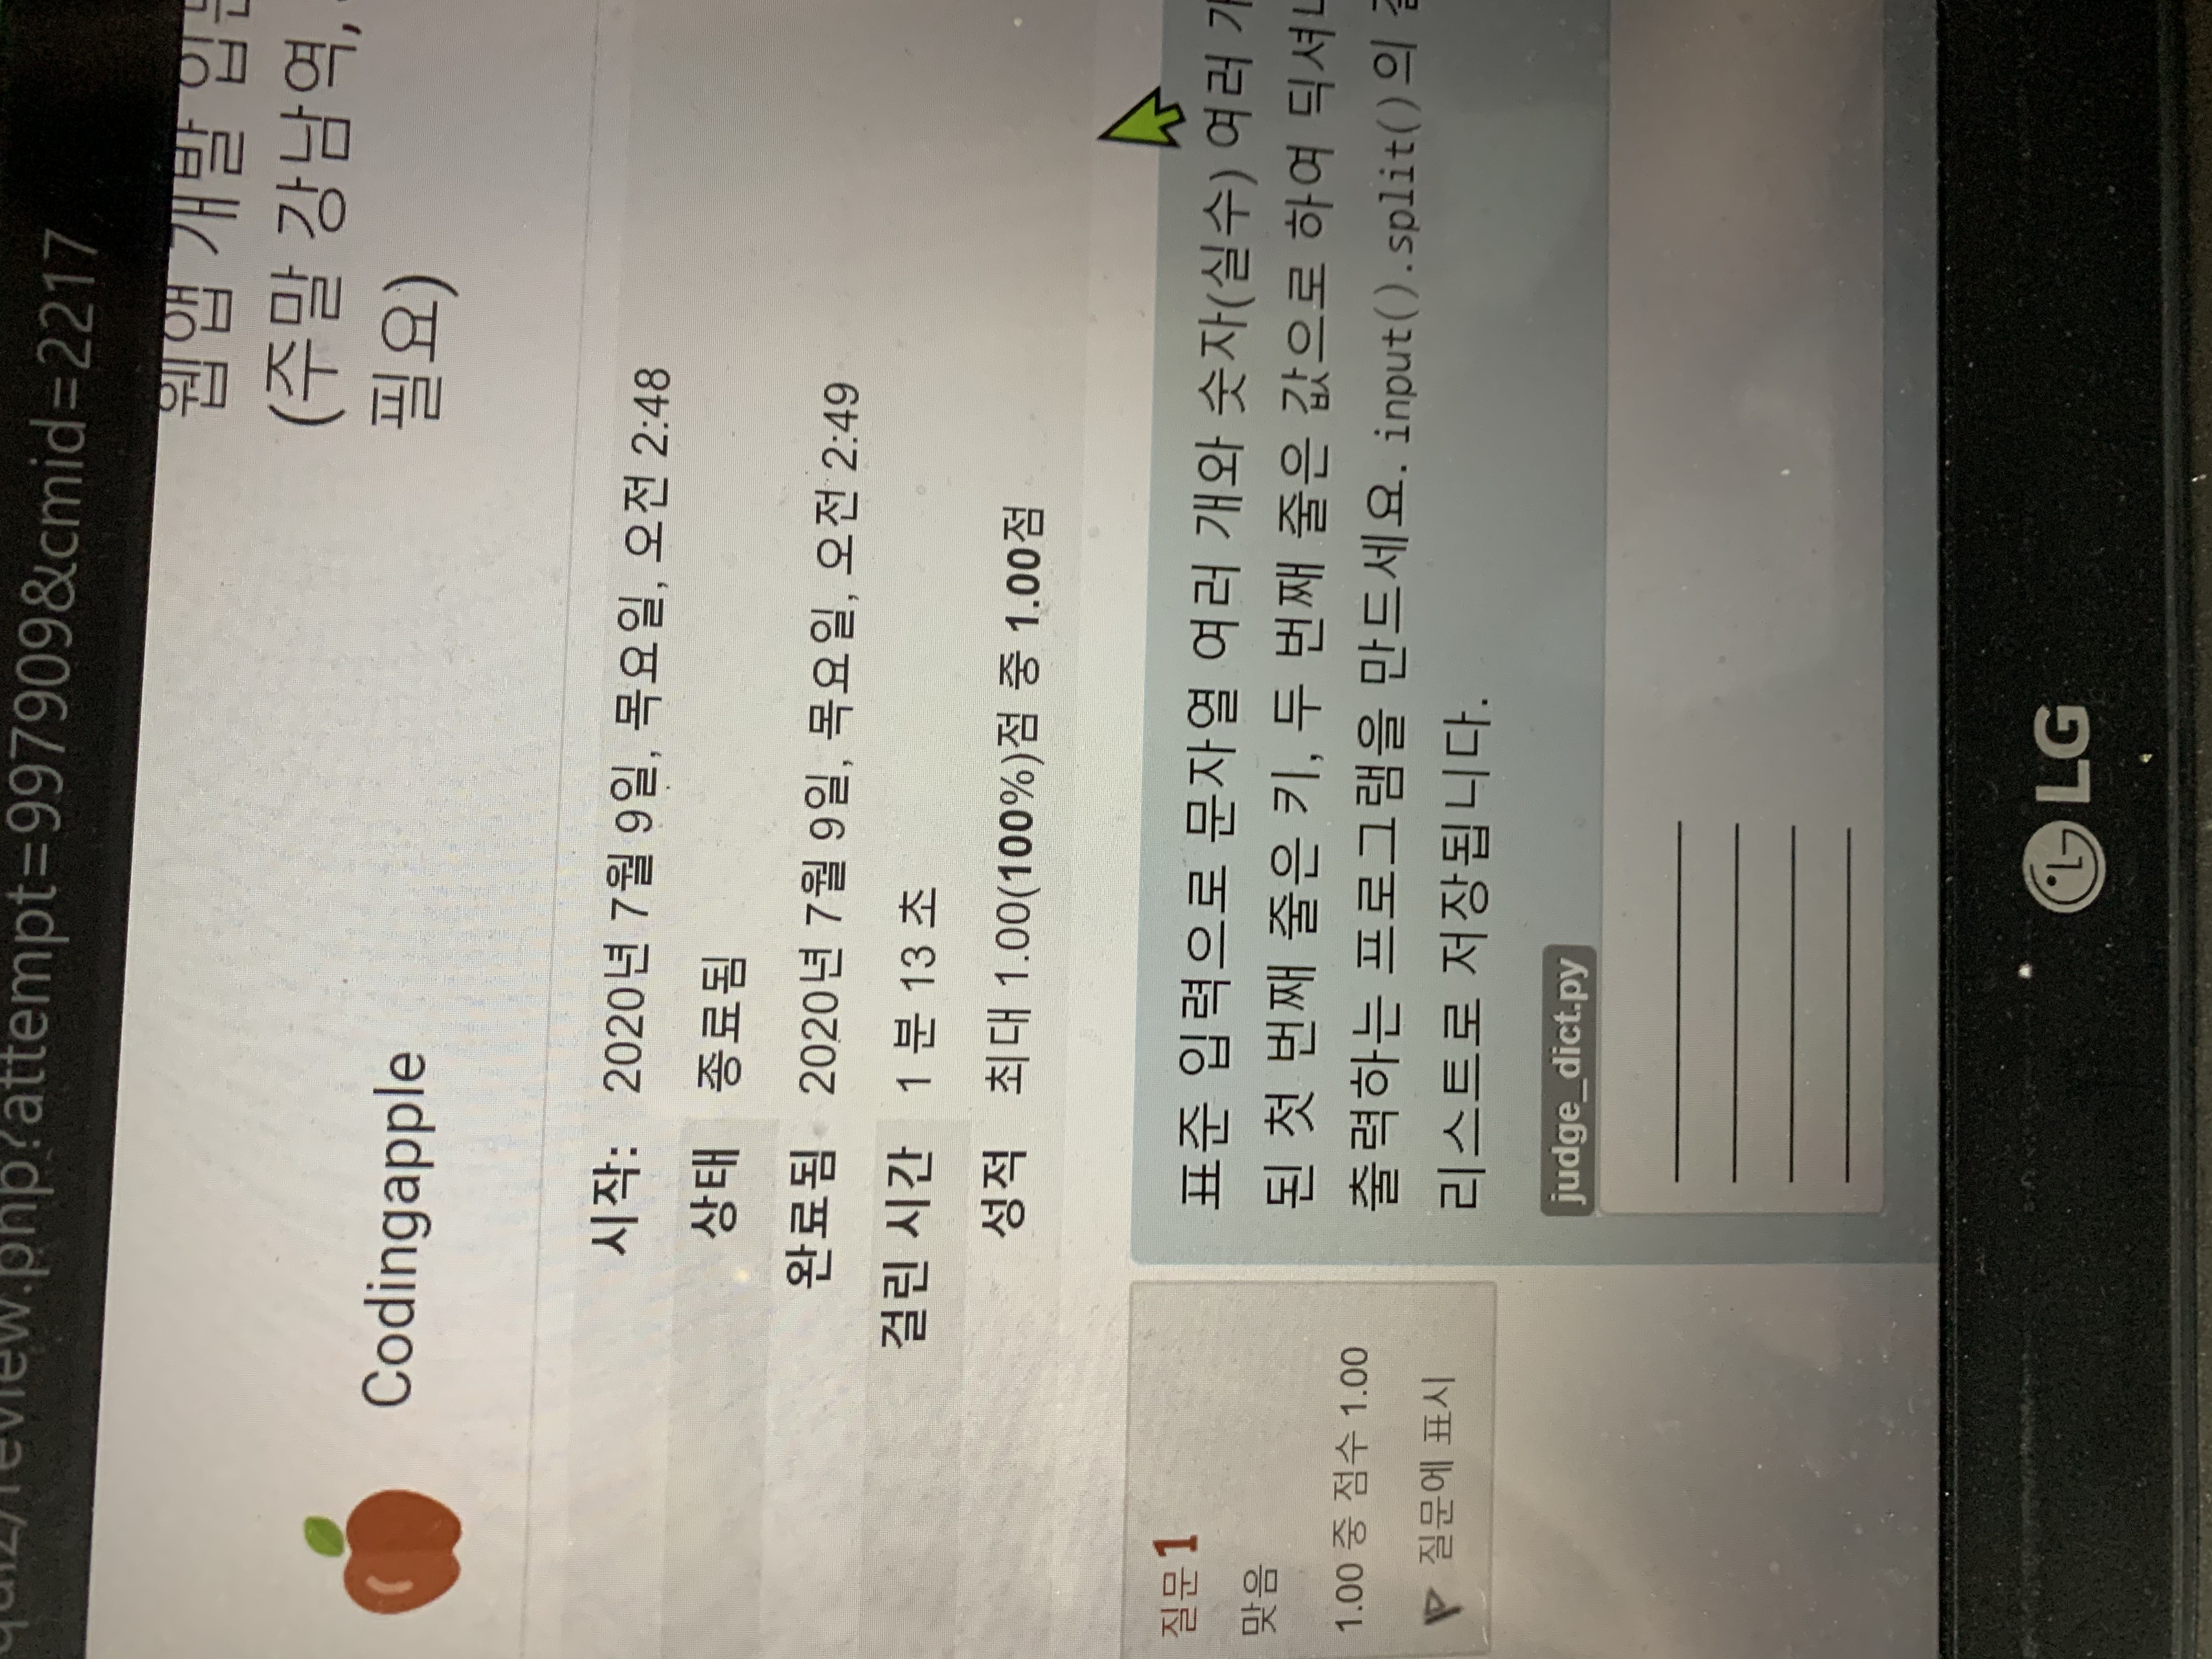 quiz/review.php?attempt=997909&cmid=2217
웹앱 개발
(주말 강남역,
필요)
Codingapple
시작: 2020년 7월 9일, 목요일, 오전 2:48
상태 종료됨
완료됨 2020년 7월 9일, 목요일, 오전 2:49
걸린 시간 1 분 13 초
성적 최대 1.00(100%)점 중 1.00점
질문 1
맞음
1.00 중 점수 1.00
질문에 표시
표준 입력으로 문자열 여러 개와 숫자(실수) 여러
된 첫 번째 줄은 키, 두 번째 줄은 값으로 하여
출력하는 프로그램을 만드세요. input().split()의
리스트로 저장됩니다.
judge_dict.py
LG